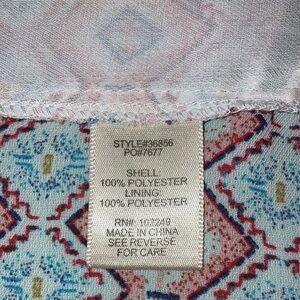 STYLE#36856
PO#7677
SHELL:
100% POLYESTER
LINING:
100% POLYESTER
RN#: 102249
MADE IN CHINA
SEE REVERSE
FOR CARE